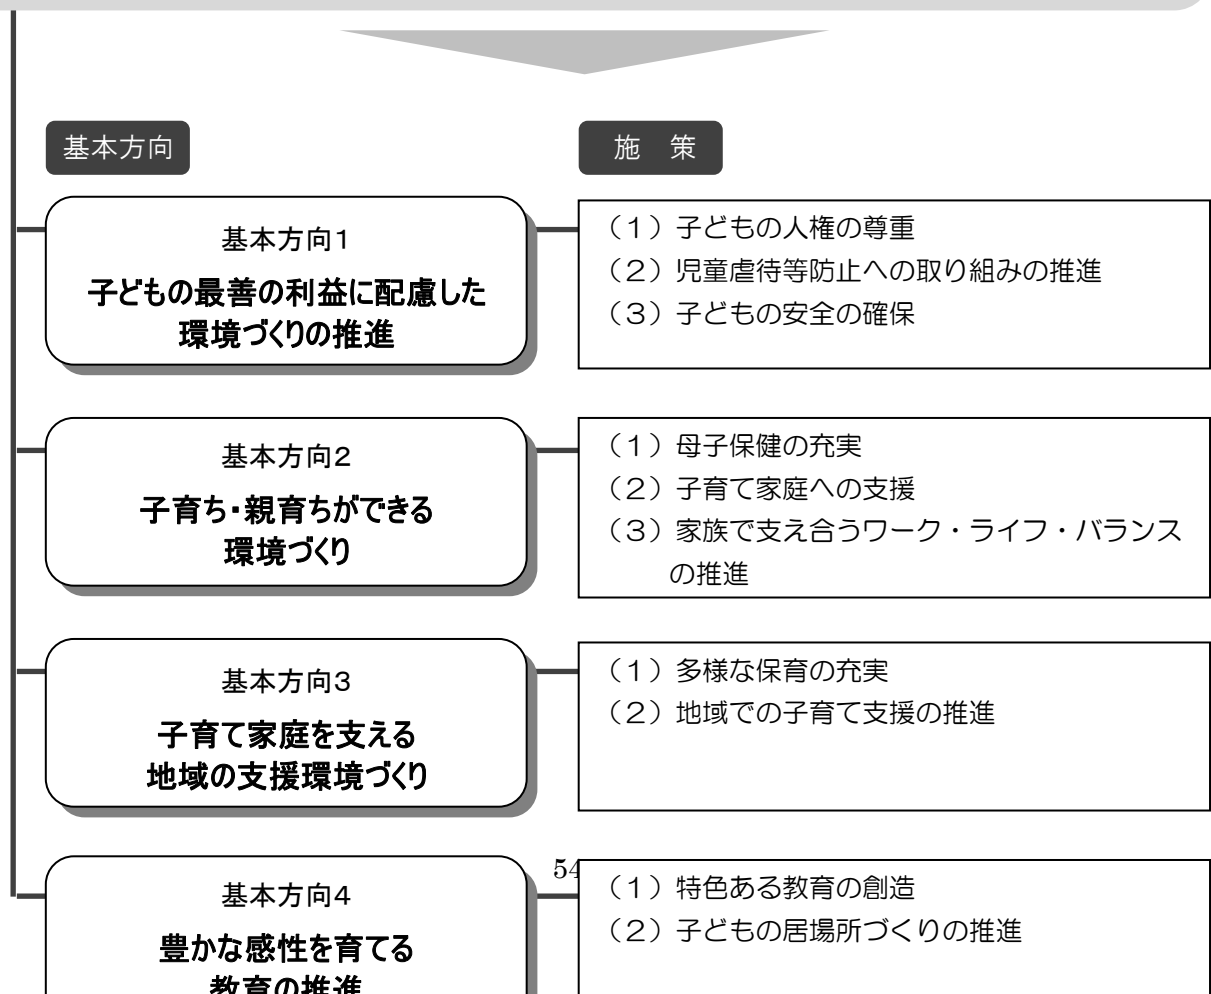 基本方向
施　策
基本方向1
子どもの最善の利益に配慮した
環境づくりの推進
（１）子どもの人権の尊重
（２）児童虐待等防止への取り組みの推進
（３）子どもの安全の確保
基本方向2
子育ち・親育ちができる
環境づくり
（１）母子保健の充実
（２）子育て家庭への支援
（３）家族で支え合うワーク・ライフ・バランス
の推進
基本方向3
子育て家庭を支える
地域の支援環境づくり
（１）多様な保育の充実
（２）地域での子育て支援の推進
54
基本方向4
豊かな感性を育てる
教育の推進
（１）特色ある教育の創造
（２）子どもの居場所づくりの推進